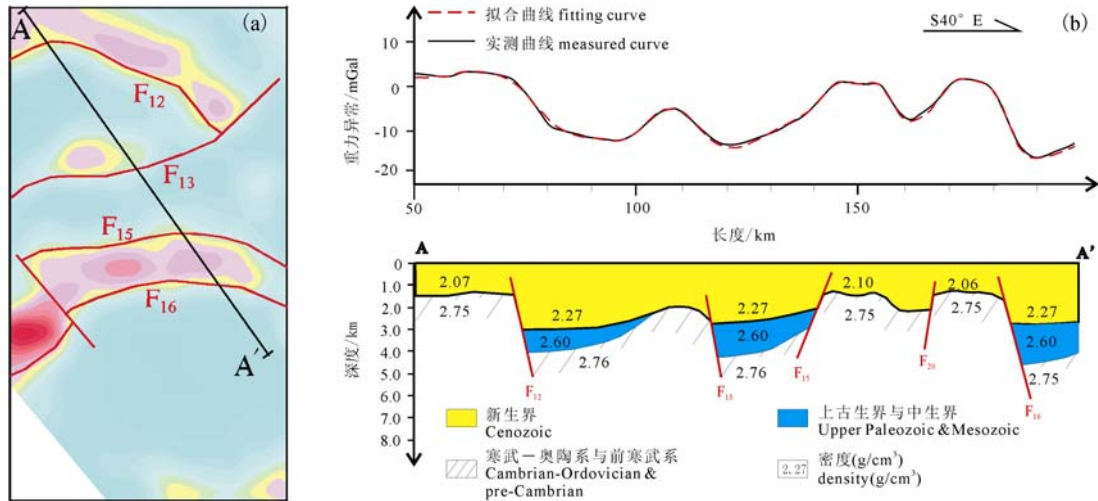 (a)
A
F12
F13
F15
F16
A'
(b)
拟合曲线 fitting curve
实测曲线 measured curve
S40° E
重力异常/mGal
10
0
-10
-20
50
100
150
长度/km
A
A'
深度/km
0
1.0
2.0
3.0
4.0
5.0
6.0
7.0
8.0
2.07
2.10
2.06
2.75
2.27
2.27
2.75
2.75
2.27
2.60
2.60
2.60
2.76
2.76
2.75
F12
F15
F20
新生界
Cenozoic
上古生界与中生界
Upper Paleozoic &Mesozoic
寒武－奥陶系与前寒武系
Cambrian-Ordovician &
pre-Cambrian
2.27
密度(g/cm³)
density(g/cm³)